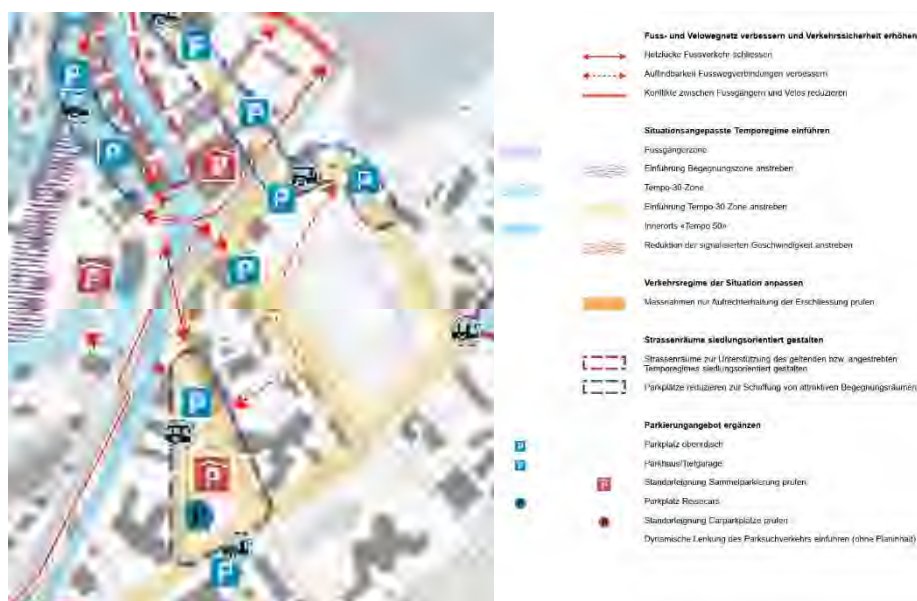 P
P
P
P
P
P
P
P
P
P
P
P
P
Fuss- und Velowegnetz verbessern und Verkehrssicherheit erhöhen
Netzlücke Fussverkehr schliessen
Auffindbarkeit Fusswegverbindungen verbessern
Konflikte zwischen Fussgängern und Velos reduzieren
Situationsangepasste Temporegime einführen
Fussgängerzone
Einführung Begegnungszone anstreben
Tempo-30-Zone
Einführung Tempo-30 Zone anstreben
Innerorts «Tempo 50»
Reduktion der signalisierten Geschwindigkeit anstreben
Verkehrsregime der Situation anpassen
Massnahmen nur Aufrechterhaltung der Erschliessung prüfen
Strassenräume siedlungsorientiert gestalten
Strassenräume zur Unterstützung des geltenden bzw. angestrebten
Temporegimes siedlungsorientiert gestalten
Parkplätze reduzieren zur Schaffung von attraktiven Begegnungsräumen
Parkierungangebot ergänzen
P
Parkplatz oberirdisch
P
Parkhaus/Tiefgarage
P
Standorteignung Sammelparkierung prüfen
Parkplatz Reisecars
Standorteignung Carparkplätze prüfen
Dynamische Lenkung des Parksuchverkehrs einführen (ohne Planinhalt)